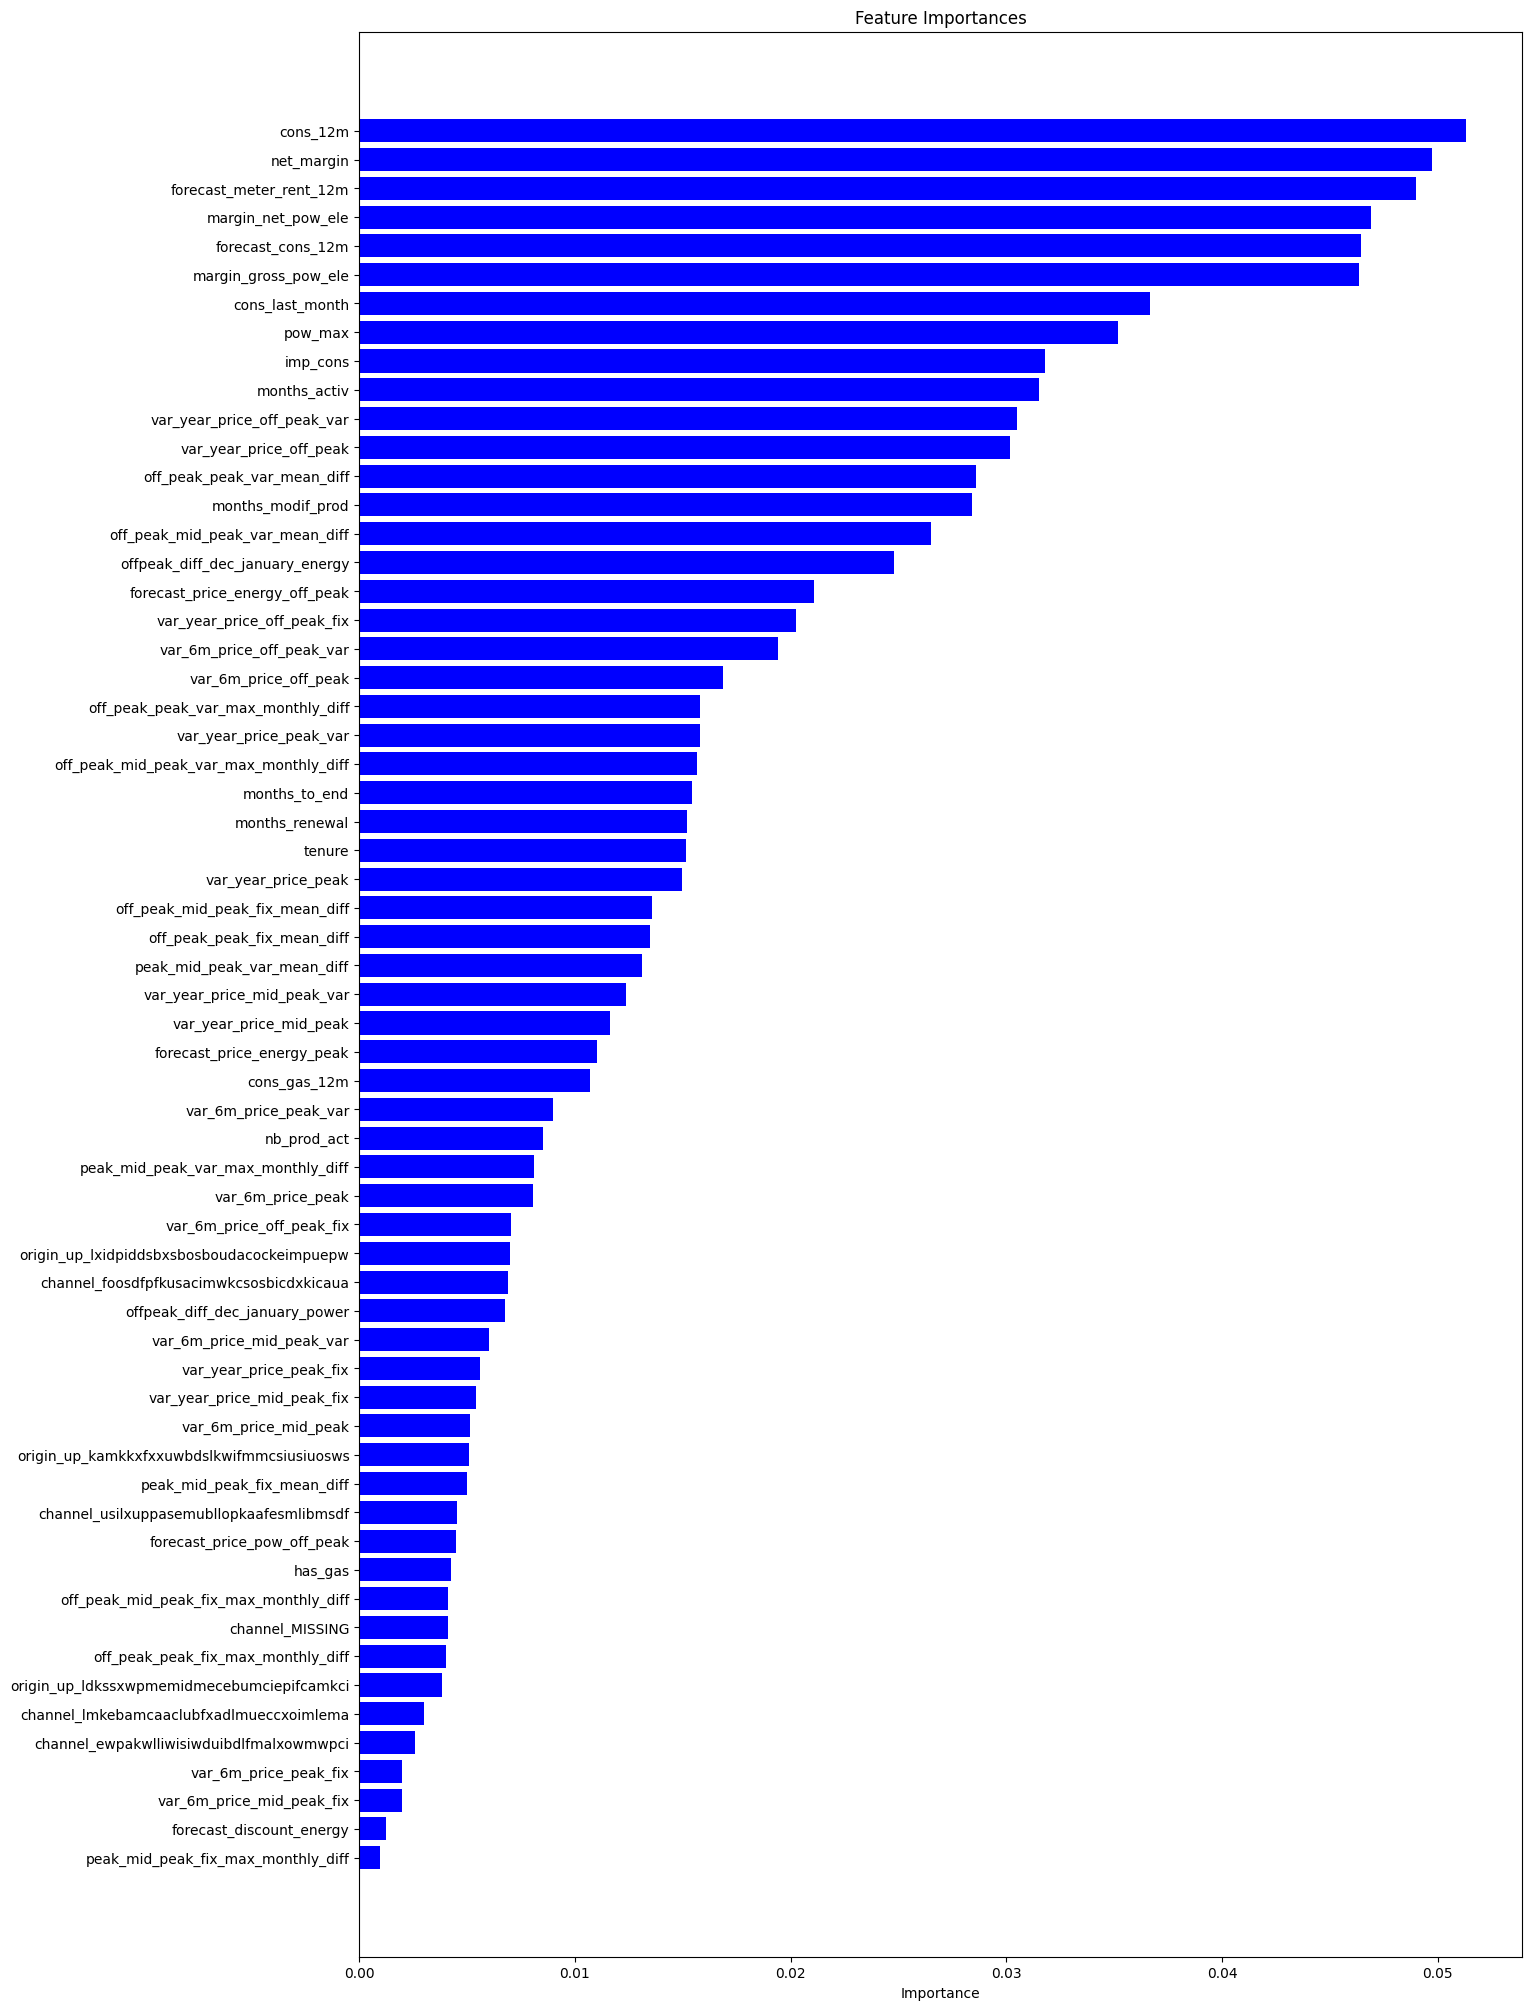 Feature Importances
cons_12m
net_margin
forecast_meter_rent_12m
margin_net_pow_ele
forecast_cons_12m
margin_gross_pow_ele
cons_last_month
pow_max
imp_cons
months_activ
var_year_price_off_peak_var
var_year_price_off_peak
off_peak_peak_var_mean_diff
months_modif_prod
off_peak_mid_peak_var_mean_diff
offpeak_diff_dec_january_energy
forecast_price_energy_off_peak
var_year_price_off_peak_fix
var_6m_price_off_peak_var
var_6m_price_off_peak
off_peak_peak_var_max_monthly_diff
var_year_price_peak_var
off_peak_mid_peak_var_max_monthly_diff
months_to_end
months_renewal
tenure
var_year_price_peak
off_peak_mid_peak_fix_mean_diff
off_peak_peak_fix_mean_diff
peak_mid_peak_var_mean_diff
var_year_price_mid_peak_var
var_year_price_mid_peak
forecast_price_energy_peak
cons_gas_12m
var_6m_price_peak_var
nb_prod_act
peak_mid_peak_var_max_monthly_diff
var_6m_price_peak
var_6m_price_off_peak_fix
origin_up_lxidpiddsbxsbosboudacockeimpuepw
channel_foosdfpfkusacimwkcsosbicdxkicaua
offpeak_diff_dec_january_power
var_6m_price_mid_peak_var
var_year_price_peak_fix
var_year_price_mid_peak_fix
var_6m_price_mid_peak
origin_up_kamkkxfxxuwbdslkwifmmcsiusiuosws
peak_mid_peak_fix_mean_diff
channel_usilxuppasemubllopkaafesmlibmsdf
forecast_price_pow_off_peak
has_gas
off_peak_mid_peak_fix_max_monthly_diff
channel_MISSING
off_peak_peak_fix_max_monthly_diff
origin_up_ldkssxwpmemidmecebumciepifcamkci
channel_lmkebamcaaclubfxadlmueccxoimlema
channel_ewpakwlliwisiwduibdlfmalxowmwpci
var_6m_price_peak_fix
var_6m_price_mid_peak_fix
forecast_discount_energy
peak_mid_peak_fix_max_monthly_diff
0.00 0.01 0.02 0.03 0.04 0.05
Importance